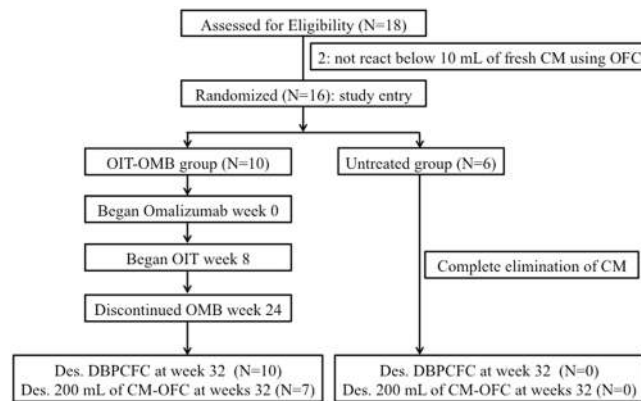 Assessed for Eligibility (N=18)
2: not react below 10 mL of fresh CM using OFC
Randomized (N=16): study entry
OIT-OMB group (N=10)
Untreated group (N=6)
Began Omalizumab week 0
Began OIT week 8
Complete elimination of CM
Discontinued OMB week 24
Des. DBPCFC at week 32 (N=10)
Des. 200 mL of CM-OFC at weeks 32 (N=7)
Des. DBPCFC at week 32 (N=0)
Des. 200 mL of CM-OFC at weeks 32 (N=0)